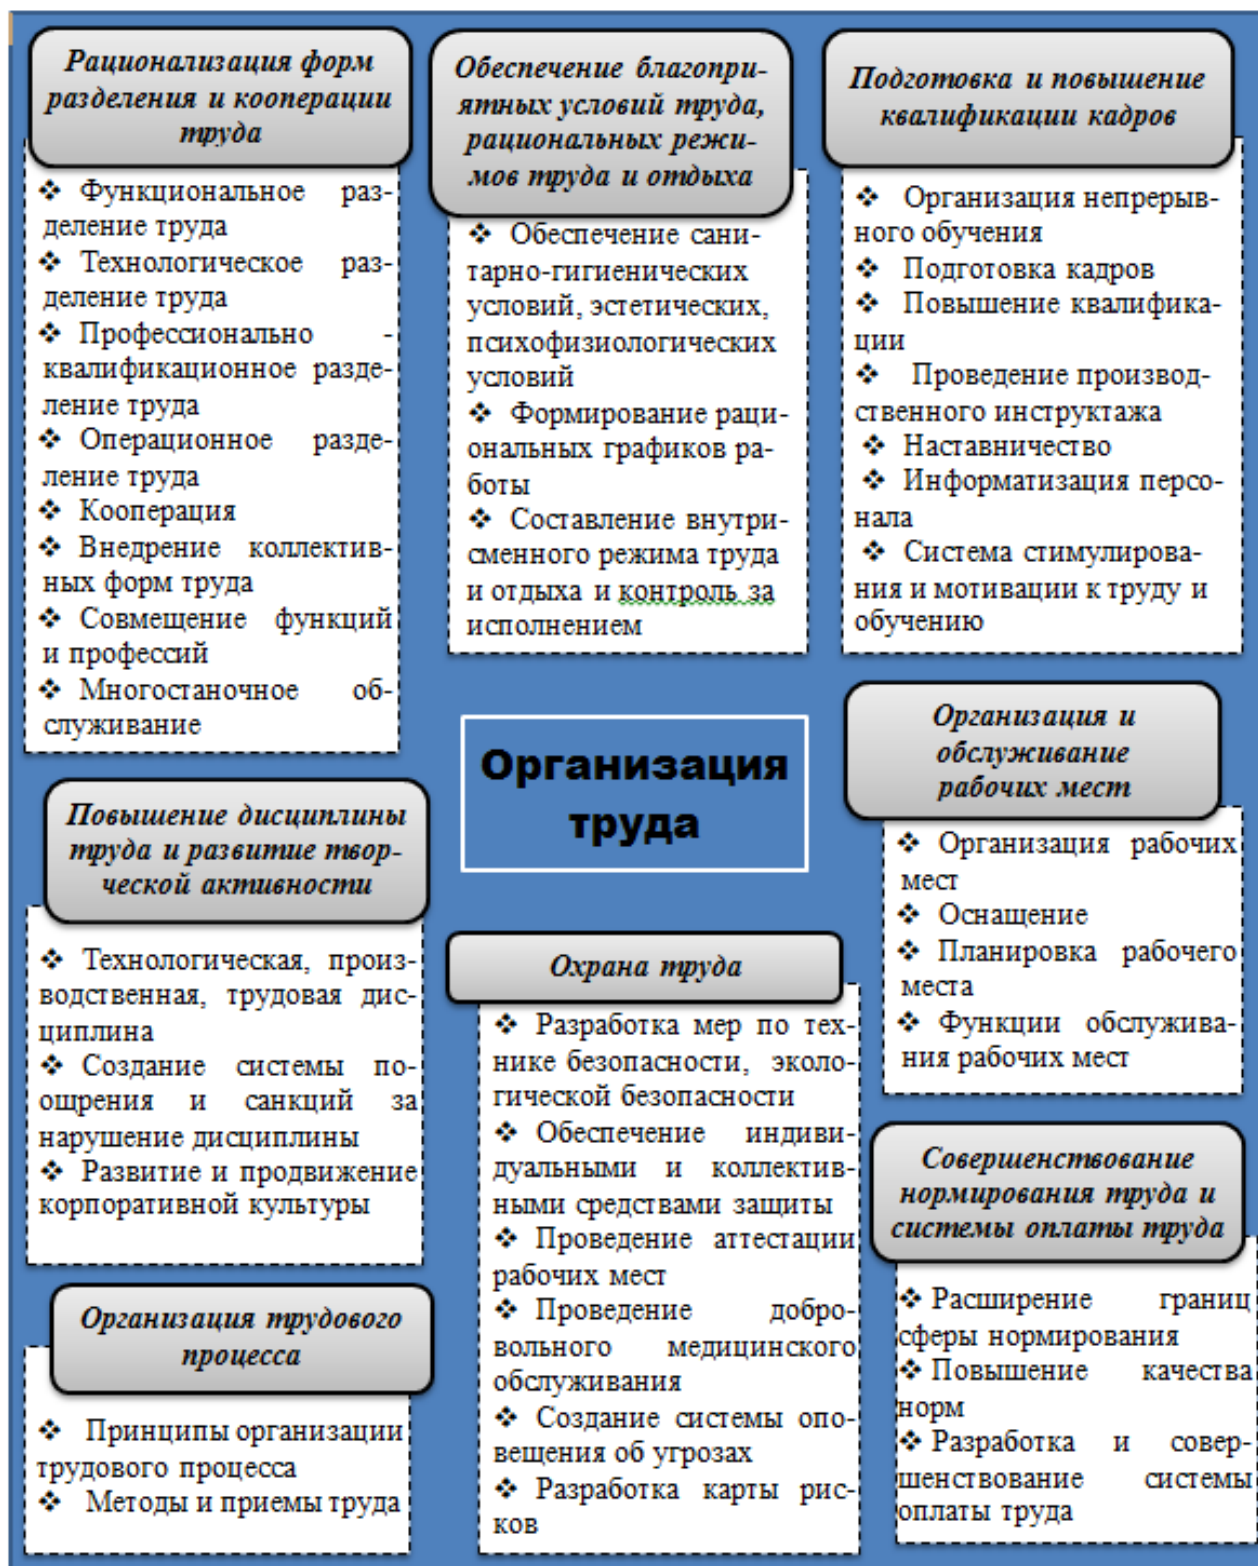 Рационализация форм
разделения и кооперации
труда
❖ Функциональное раз-
деление труда
❖ Технологическое раз-
деление труда
❖ Профессионально -
квалификационное разде-
ление труда
❖ Операционное разде-
ление труда
❖ Кооперация
❖ Внедрение коллектив-
ных форм труда
❖ Совмещение функций
и профессий
❖ Многостаночное об-
служивание
Обеспечение благопри-
ятных условий труда,
рациональных режи-
мов труда и отдыха
❖ Обеспечение сани-
тарно-гигиенических
условий, эстетических,
психофизиологических
условий
❖ Формирование раци-
ональных графиков ра-
боты
❖ Составление внутри-
сменного режима труда
и отдыха и контроль за
исполнением
Подготовка и повышение
квалификации кадров
❖ Организация непрерыв-
ного обучения
❖ Подготовка кадров
❖ Повышение квалифика-
ции
❖ Проведение производ-
ственного инструктажа
❖ Наставничество
❖ Информатизация персо-
нала
❖ Система стимулирова-
ния и мотивации к труду и
обучению
Организация
труда
Организация и
обслуживание
рабочих мест
❖ Организация рабочих
мест
❖ Оснащение
❖ Планировка рабочего
места
❖ Функции обслужива-
ния рабочих мест
Повышение дисциплины
труда и развитие твор-
ческой активности
❖ Технологическая, произ-
водственная, трудовая дис-
циплина
❖ Создание системы по-
ощрения и санкций за
нарушение дисциплины
❖ Развитие и продвижение
корпоративной культуры
Охрана труда
❖ Разработка мер по тех-
нике безопасности, эколо-
гической безопасности
❖ Обеспечение индиви-
дуальными и коллектив-
ными средствами защиты
❖ Проведение аттестации
рабочих мест
❖ Проведение добро-
вольного медицинского
обслуживания
❖ Создание системы опо-
вещения об угрозах
❖ Разработка карты рис-
ков
Совершенствование
нормирования труда и
системы оплаты труда
❖ Расширение границ
сферы нормирования
❖ Повышение качества
норм
❖ Разработка и совер-
шенствование системы
оплаты труда
Организация трудового
процесса
❖ Принципы организации
трудового процесса
❖ Методы и приемы труда